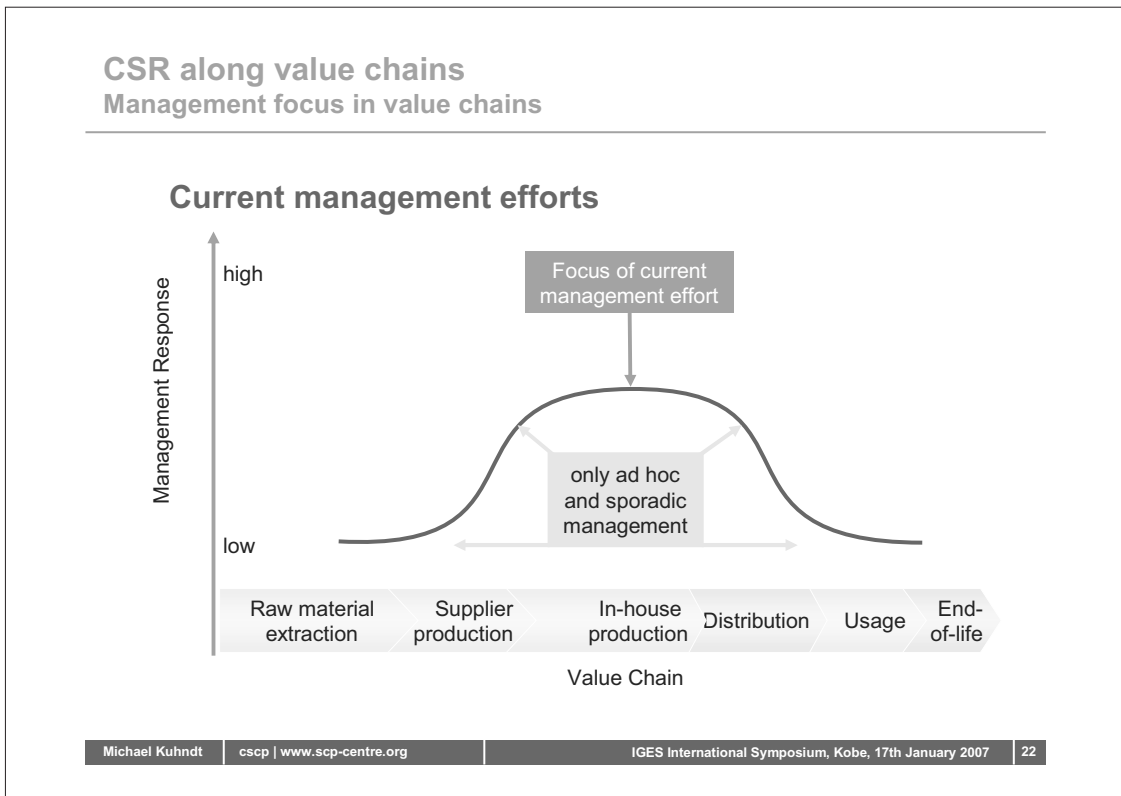 CSR along value chains
Management focus in value chains
Current management efforts
Management Response
high
Focus of current
management effort
only ad hoc
and sporadic
management
low
Raw material
extraction
Supplier
production
In-house
production
Distribution
Usage
End-
of-life
Value Chain
Michael Kuhndt
cscp | www.scp-centre.org
IGES International Symposium, Kobe, 17th January 2007
22